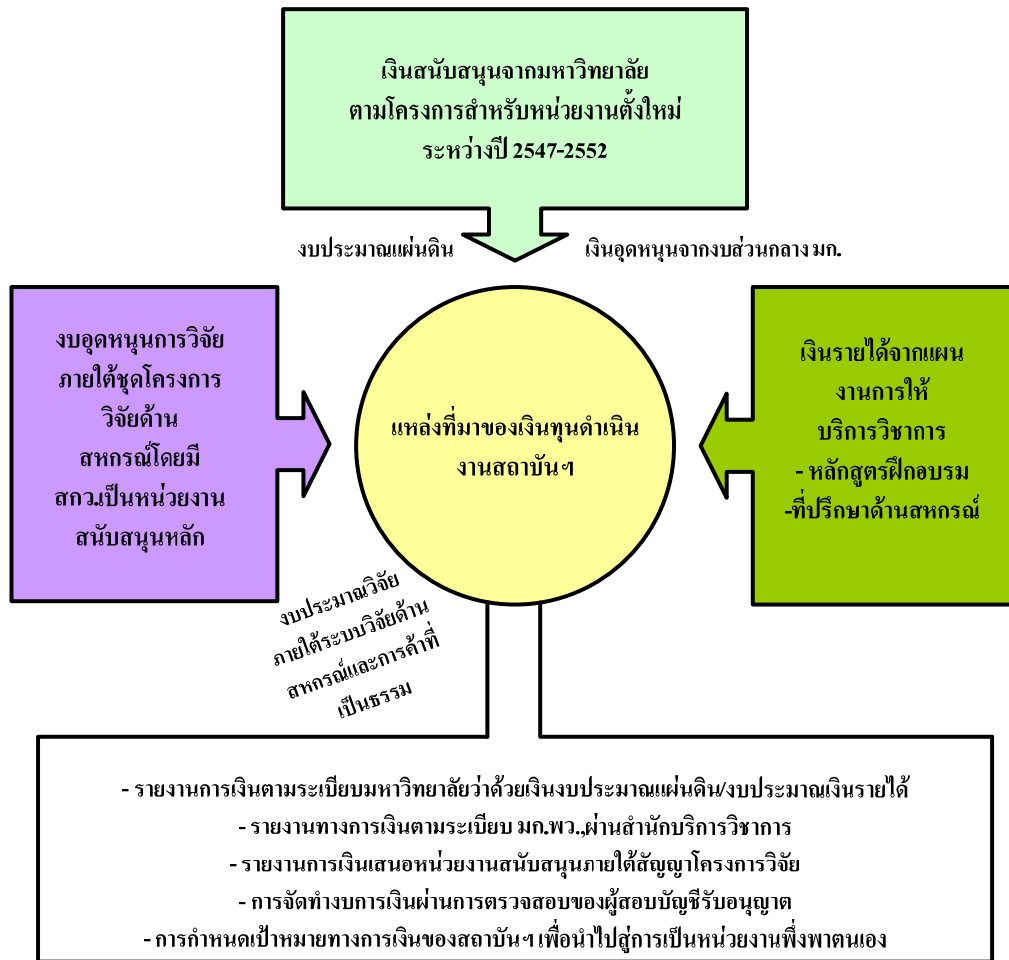 เงินสนับสนุนจากมหาวิทยาลัย
ตามโครงการสำหรับหน่วยงานตั้งใหม่
ระหว่างปี 2547-2552
งบประมาณแผ่นดิน
เงินอุดหนุนจากงบส่วนกลาง มก.
งบอุดหนุนการวิจัย
ภายใต้ชุดโครงการ
วิจัยด้าน
สหกรณ์โดยมี
สกว.เป็นหน่วยงาน
สนับสนุนหลัก
แหล่งที่มาของเงินทุนดำเนิน
งานสถาบันฯ
เงินรายได้จากแผน
งานการให้
บริการวิชาการ
- หลักสูตรฝึกอบรม
-ที่ปรึกษาด้านสหกรณ์
งบประมาณวิจัย
ภายใต้ระบบวิจัยด้าน
สหกรณ์และการค้าที่
เป็นธรรม
- รายงานการเงินตามระเบียบมหาวิทยาลัยว่าด้วยเงินงบประมาณแผ่นดิน/งบประมาณเงินรายได้
- รายงานทางการเงินตามระเบียบ มก.พว.,ผ่านสำนักบริการวิชาการ
- รายงานการเงินเสนอหน่วยงานสนับสนุนภายใต้สัญญาโครงการวิจัย
- การจัดทำงบการเงินผ่านการตรวจสอบของผู้สอบบัญชีรับอนุญาต
- การกำหนดเป้าหมายทางการเงินของสถาบันฯ เพื่อนำไปสู่การเป็นหน่วยงานพึ่งพาตนเอง